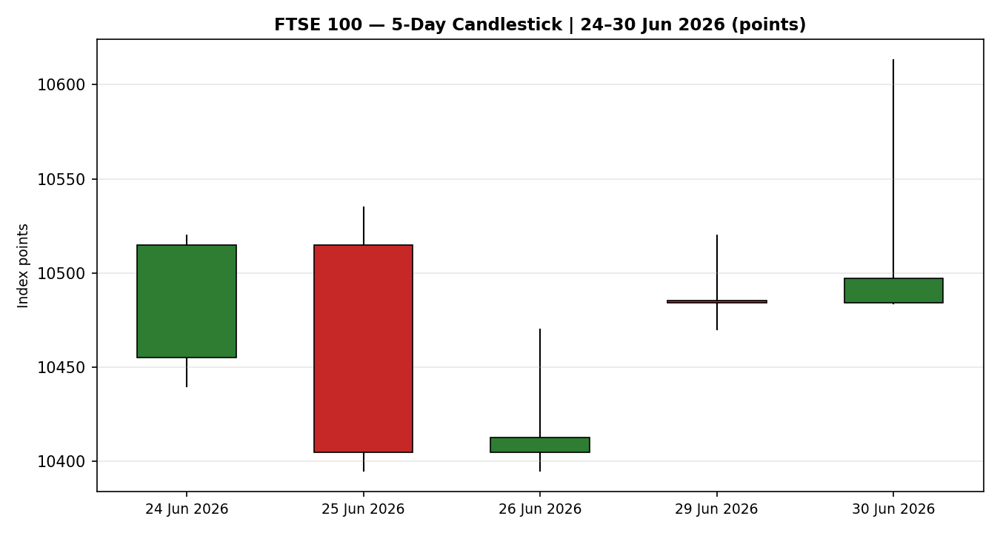 FTSE 100 — 5-Day Candlestick | 24–30 Jun 2026 (points)
Index points
10600
10550
10500
10450
10400
24 Jun 2026
25 Jun 2026
26 Jun 2026
29 Jun 2026
30 Jun 2026